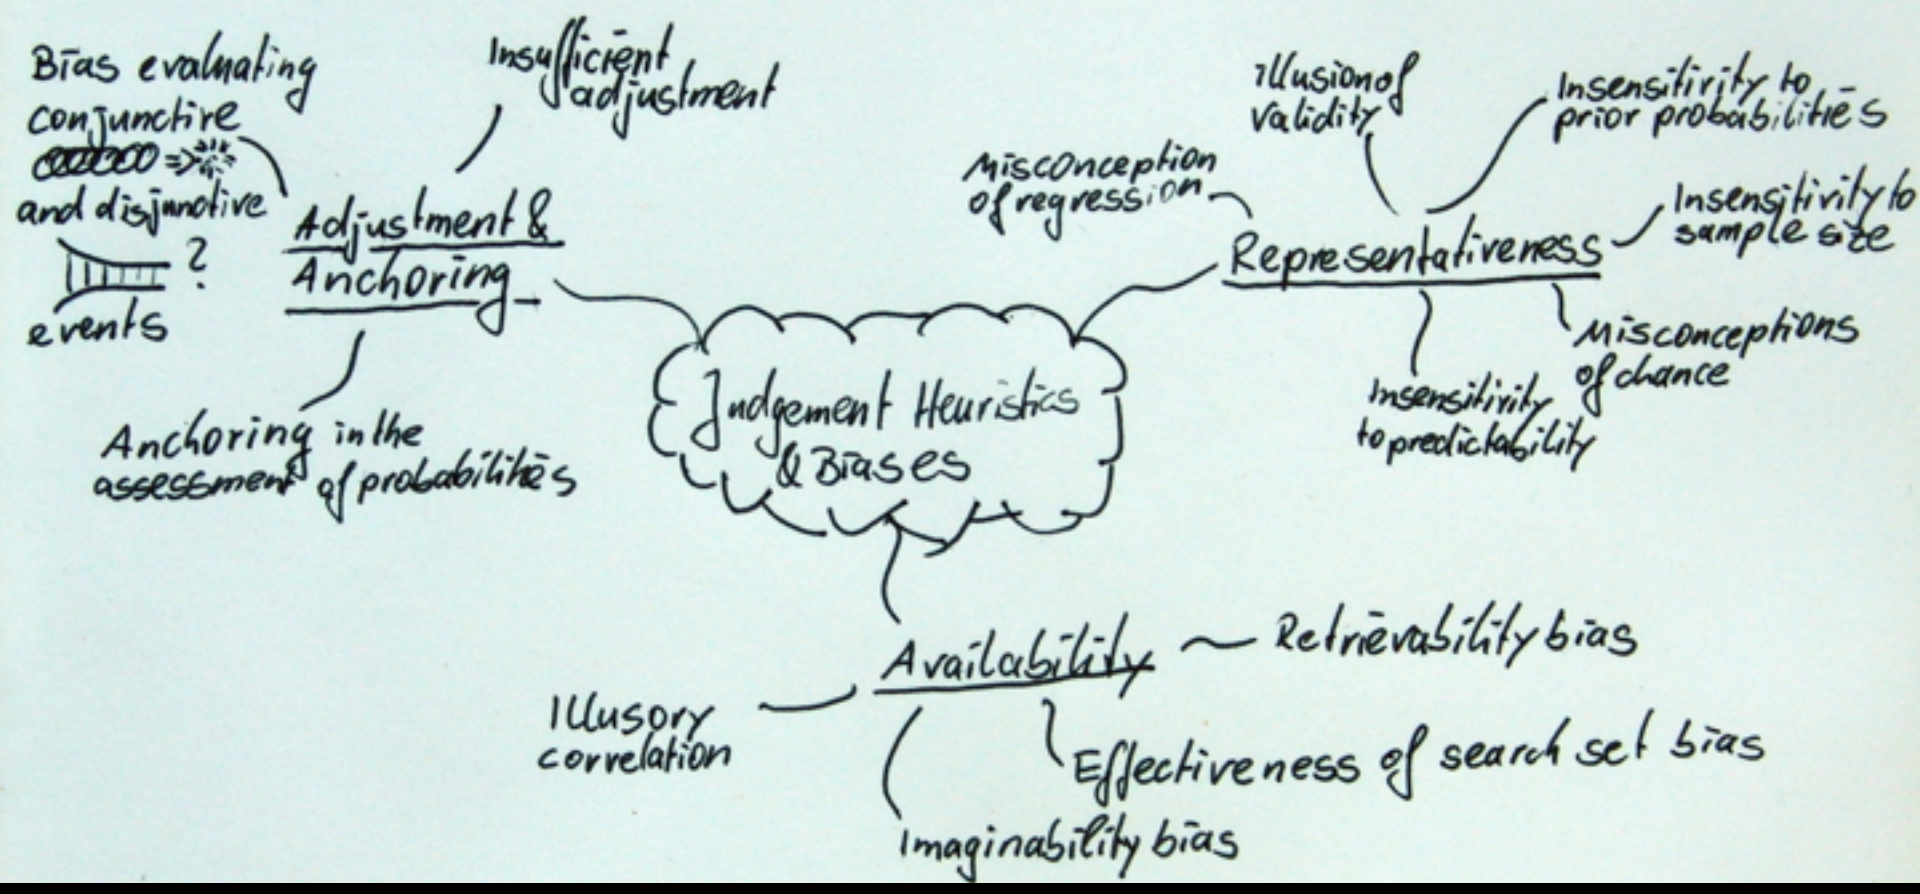 Bias evaluating
conjunctive
=>
and disjunctive
?
events
Insufficient
adjustment
Adjustment &
Anchoring
Anchoring in the
assessment of probabilities
Judgement Heuristics
& Biases
Misconception
of regression
illusion of
validity
Insensitivity to
prior probabilities
Insensitivity to
sample size
Representativeness
Misconceptions
of chance
Insensitivity
to predictability
Availability
Retrievability bias
Illusory
correlation
Effectiveness of search set bias
Imaginability bias